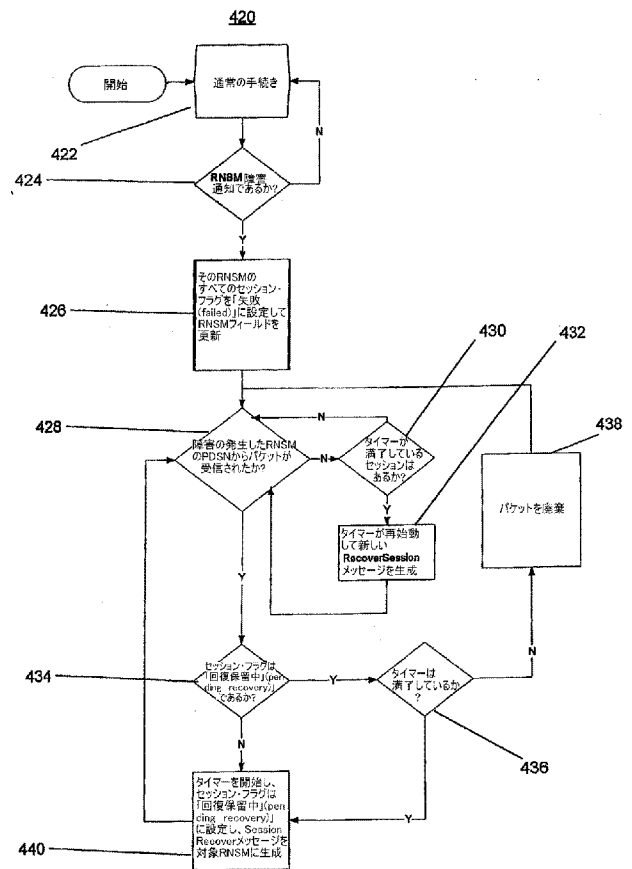 420
開始
通常の手続き
N
422
424
RNBM障害
通知であるか?
Y
そのRNSMの
すべてのセッション・
フラグを「失敗
(failed)」に設定して
RNSMフィールドを
更新
426
430
432
N
428
障害の発生したRNSM
のPDSNからパケットが
受信されたか?
N
タイマーが
満了している
セッションは
あるか?
438
Y
パケットを廃棄
タイマーが再始動
して新しい
RecoverSession
メッセージを生成
Y
434
セッション・フラグは
「回復保留中」(pen
ding recovery)」
であるか?
Y
タイマーは
満了しているか
?
N
436
N
タイマーを開始し、
セッション・フラグは
「回復保留中」(pen
ding recovery)」
に設定し、Session
Recoverメッセージを
対象RNSMに生成
Y
440